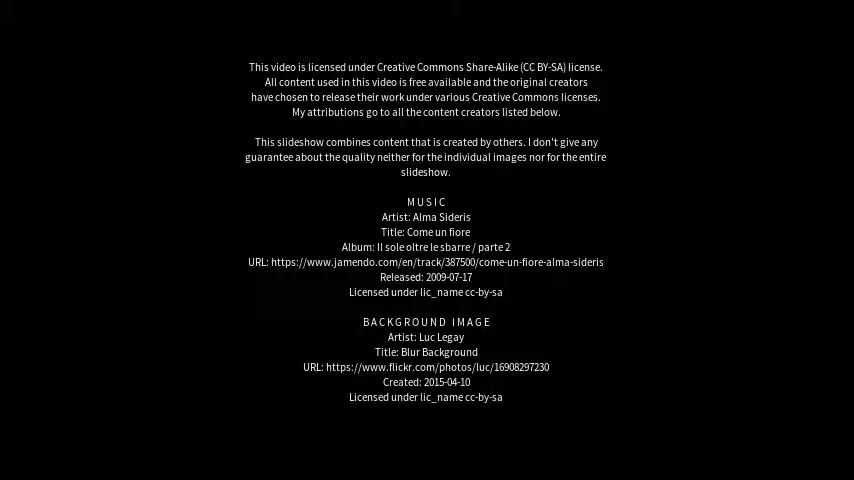 This video is licensed under Creative Commons Share-Alike (CC BY-SA) license.
All content used in this video is free available and the original creators
have chosen to release their work under various Creative Commons licenses.
My attributions go to all the content creators listed below.
This slideshow combines content that is created by others. I don't give any
guarantee about the quality neither for the individual images nor for the entire
slideshow.
MUSIC
Artist: Alma Sideris
Title: Come un fiore
Album: Il sole oltre le sbarre / parte 2
URL: https://www.jamendo.com/en/track/387500/come-un-fiore-alma-sideris
Released: 2009-07-17
Licensed under lic_name cc-by-sa
BACKGROUND IMAGE
Artist: Luc Legay
Title: Blur Background
URL: https://www.flickr.com/photos/luc/16908297230
Created: 2015-04-10
Licensed under lic_name cc-by-sa